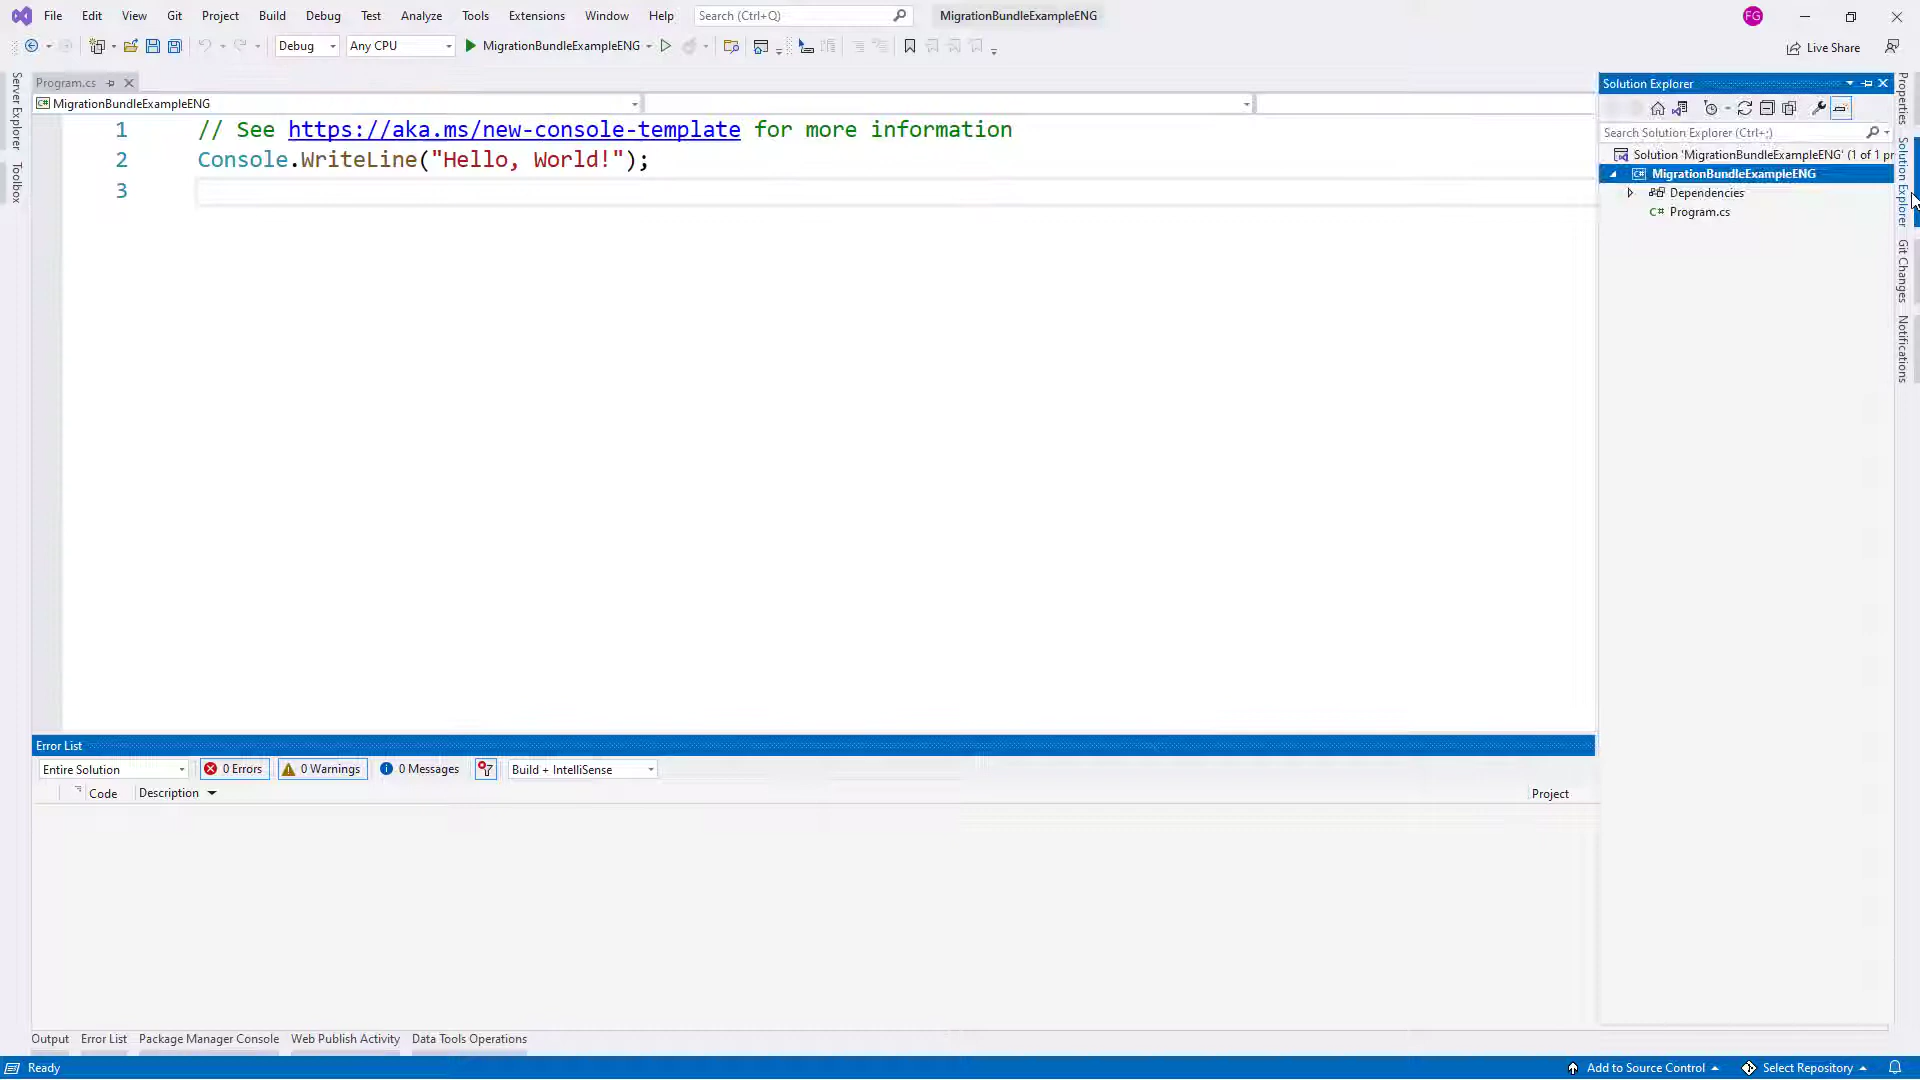 File Edit View Git Project Build Debug Test Analyze Tools Extensions Window Help Search (Ctrl+Q) MigrationBundleExampleENG FG
Debug Any CPU MigrationBundleExampleENG Live Share
Program.cs
MigrationBundleExampleENG
1 // See https://aka.ms/new-console-template for more information
2 Console.WriteLine("Hello, World!");
3
Server Explorer
Toolbox
Solution Explorer
Search Solution Explorer (Ctrl+;)
Solution 'MigrationBundleExampleENG' (1 of 1 pr
C# MigrationBundleExampleENG
Dependencies
C# Program.cs
Properties
Solution Explorer
Git Changes
Notifications
Error List
Entire Solution 0 Errors 0 Warnings 0 Messages Build + IntelliSense
Code Description Project
Output Error List Package Manager Console Web Publish Activity Data Tools Operations
Ready Add to Source Control Select Repository